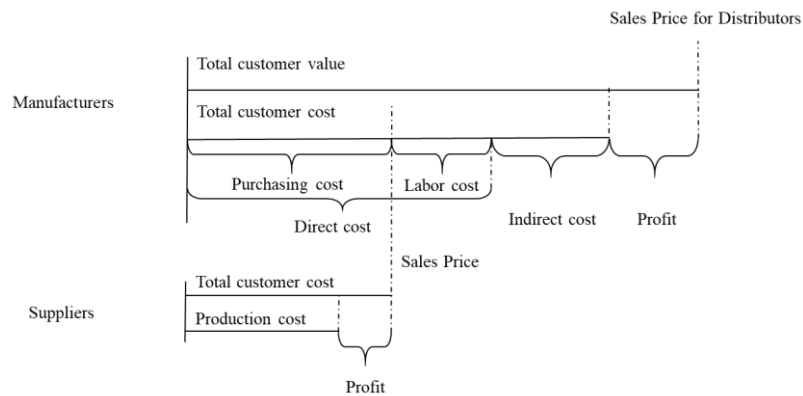 Sales Price for Distributors
Total customer value
Manufacturers
Total customer cost
Purchasing cost
Labor cost
Direct cost
Indirect cost
Profit
Sales Price
Total customer cost
Suppliers
Production cost
Profit